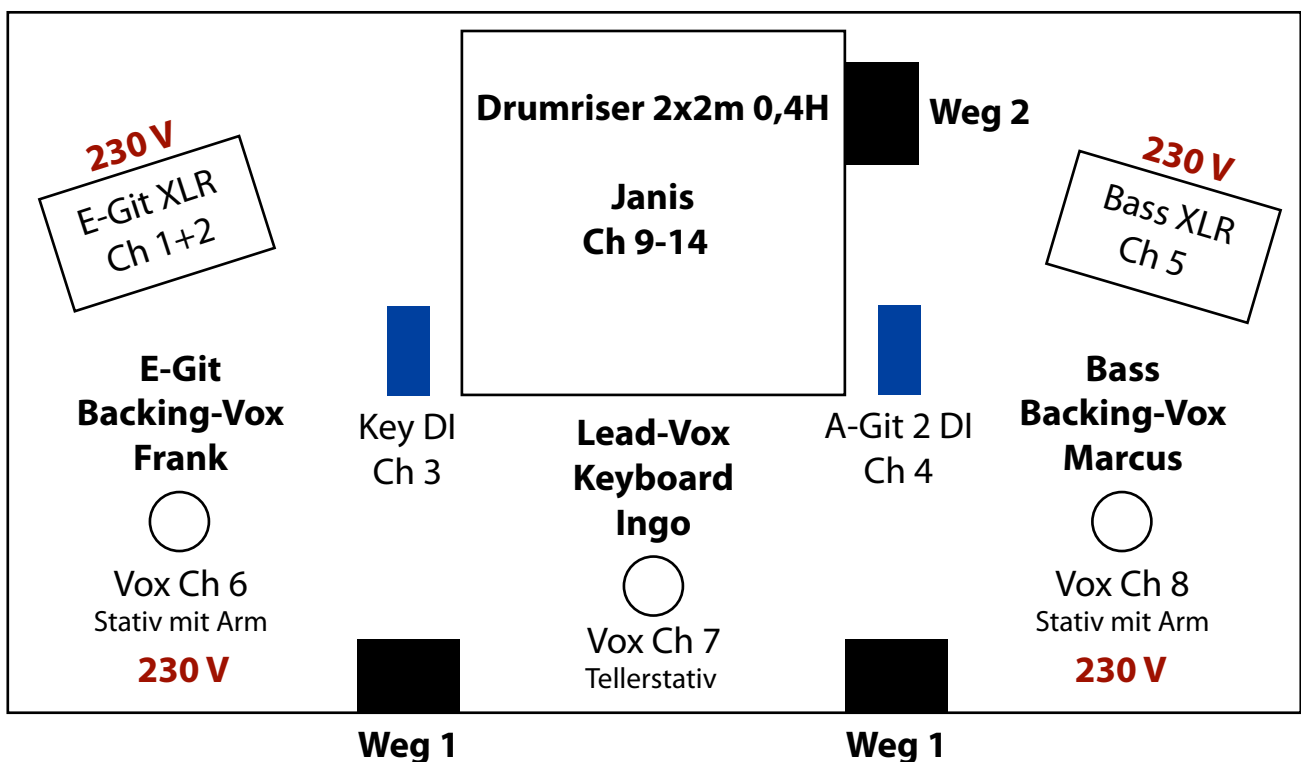 Drumriser 2x2m 0,4H
Weg 2
Janis
Ch 9-14
230 V
E-Git XLR
Ch 1+2
230 V
Bass XLR
Ch 5
E-Git
Backing-Vox
Frank
Key DI
Ch 3
Lead-Vox
Keyboard
Ingo
A-Git 2 DI
Ch 4
Bass
Backing-Vox
Marcus
Vox Ch 6
Stativ mit Arm
230 V
Vox Ch 7
Tellerstativ
Vox Ch 8
Stativ mit Arm
230 V
Weg 1
Weg 1